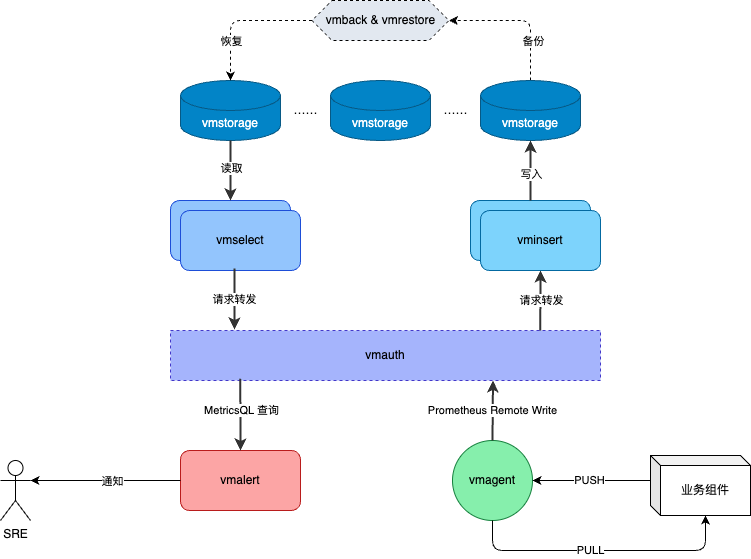 vmback & vmrestore
恢复
备份
vmstorage
······
vmstorage
······
vmstorage
读取
写入
vmselect
vminsert
请求转发
请求转发
vmauth
MetricsQL 查询
Prometheus Remote Write
vmalert
vmagent
业务组件
通知
PUSH
SRE
PULL